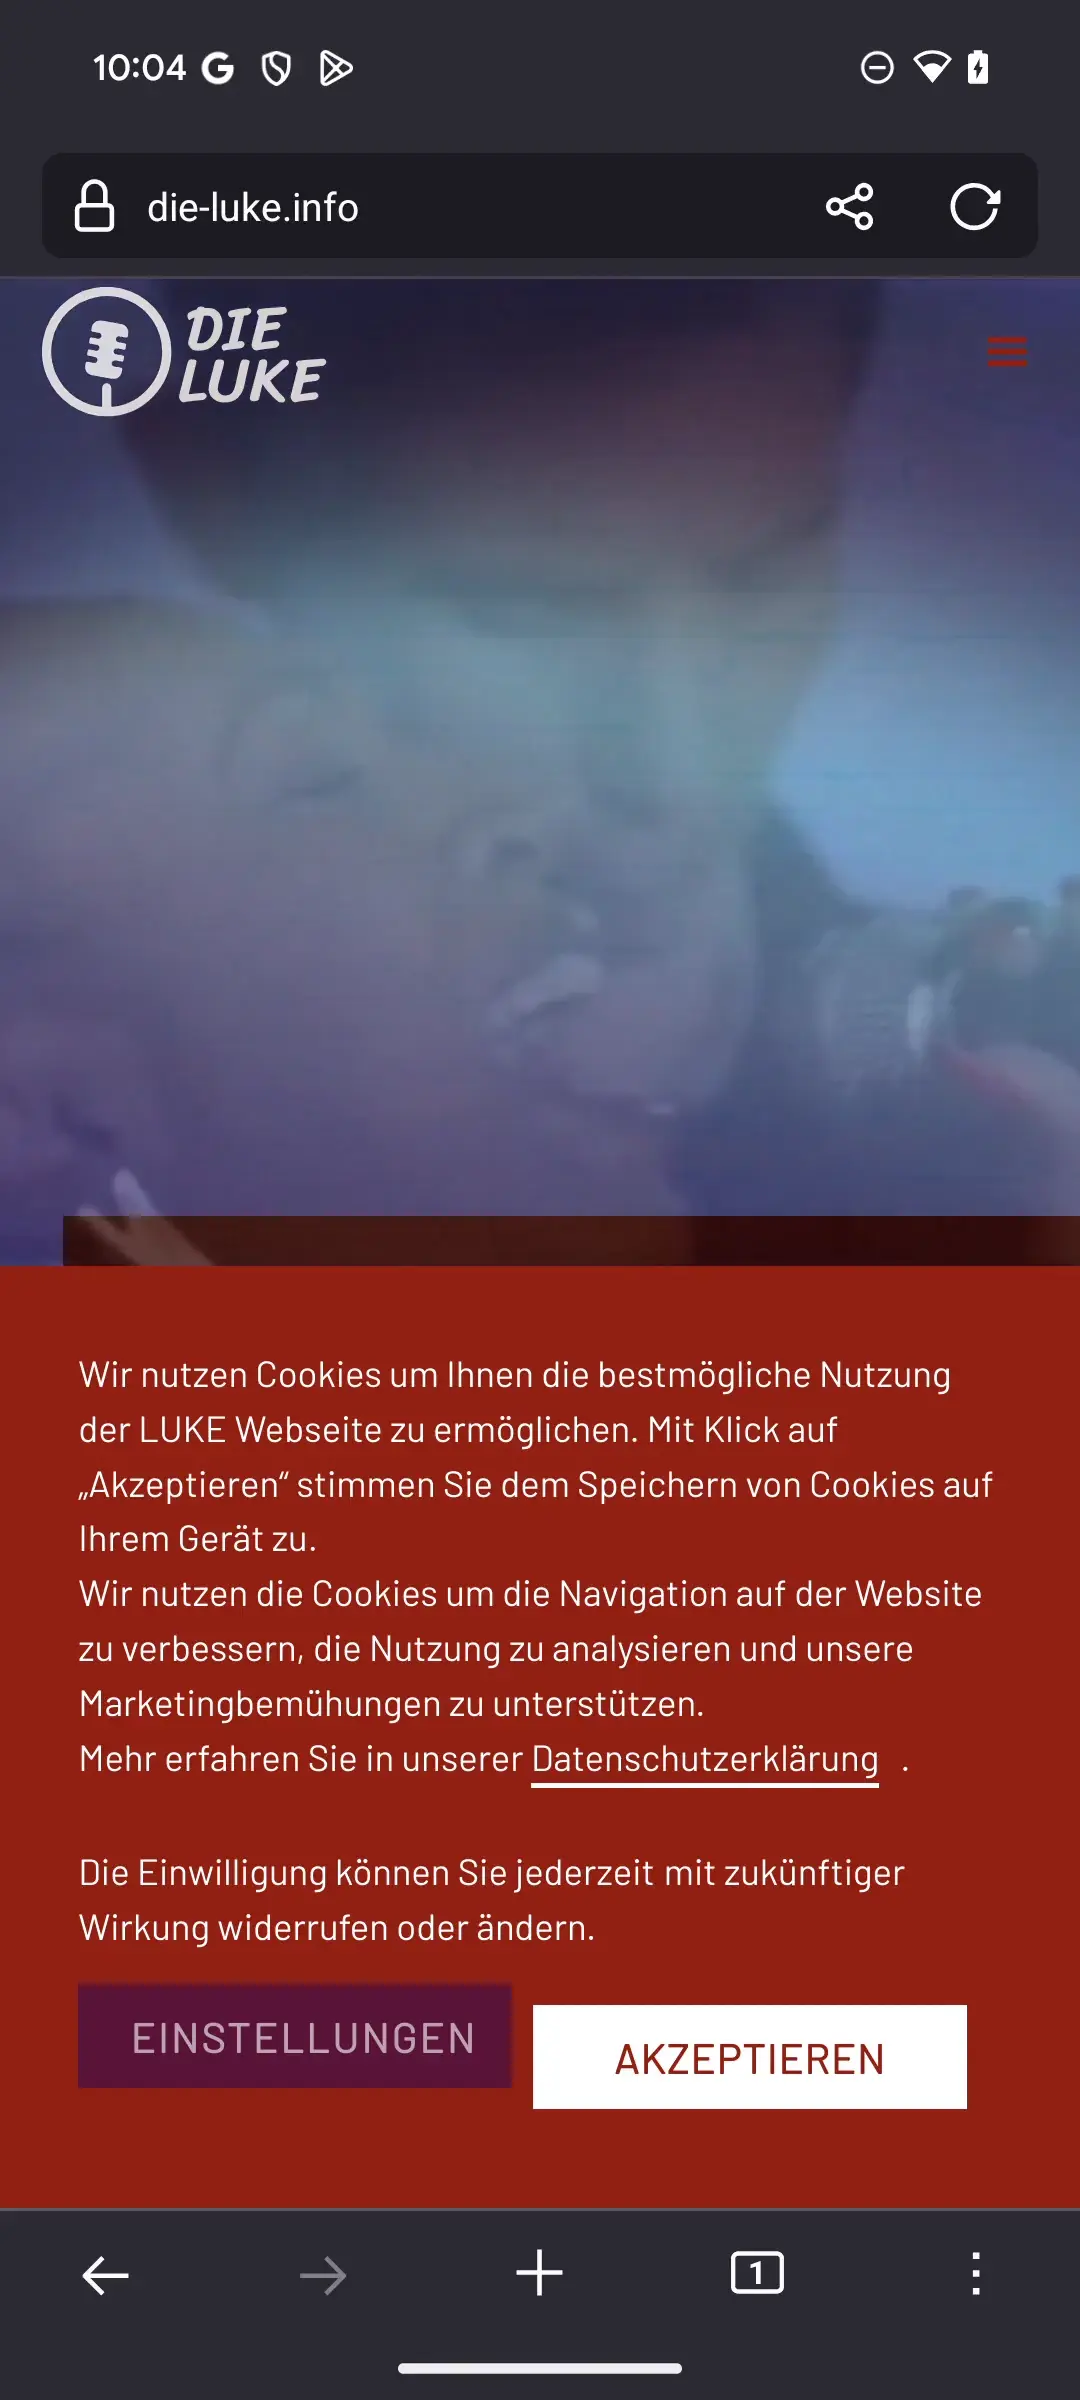 10:04
die-luke.info
DIE
LUKE
Wir nutzen Cookies um Ihnen die bestmögliche Nutzung
der LUKE Webseite zu ermöglichen. Mit Klick auf
„Akzeptieren“ stimmen Sie dem Speichern von Cookies auf
Ihrem Gerät zu.
Wir nutzen die Cookies um die Navigation auf der Website
zu verbessern, die Nutzung zu analysieren und unsere
Marketingbemühungen zu unterstützen.
Mehr erfahren Sie in unserer Datenschutzerklärung .
Die Einwilligung können Sie jederzeit mit zukünftiger
Wirkung widerrufen oder ändern.
EINSTELLUNGEN
AKZEPTIEREN
1